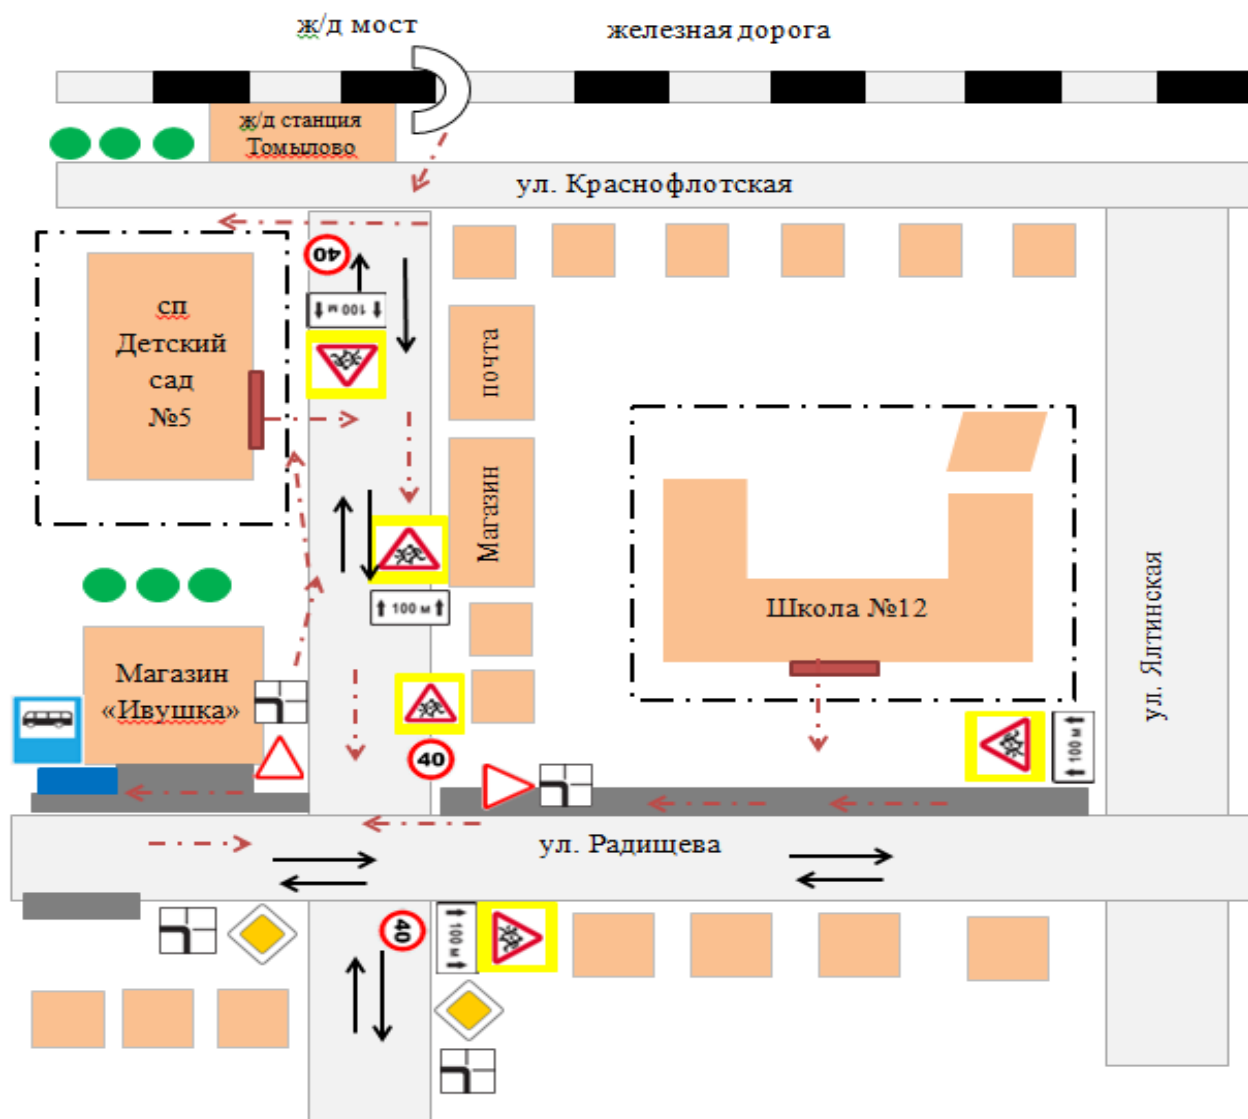 ж/д мост
железная дорога
ж/д станция
Томылово
ул. Краснофлотская
40
100 м
сп
Детский
сад
№5
почта
Магазин
100 м
Школа №12
ул. Ялтинская
Магазин
«Ивушка»
40
100 м
ул. Радищева
40
100 м